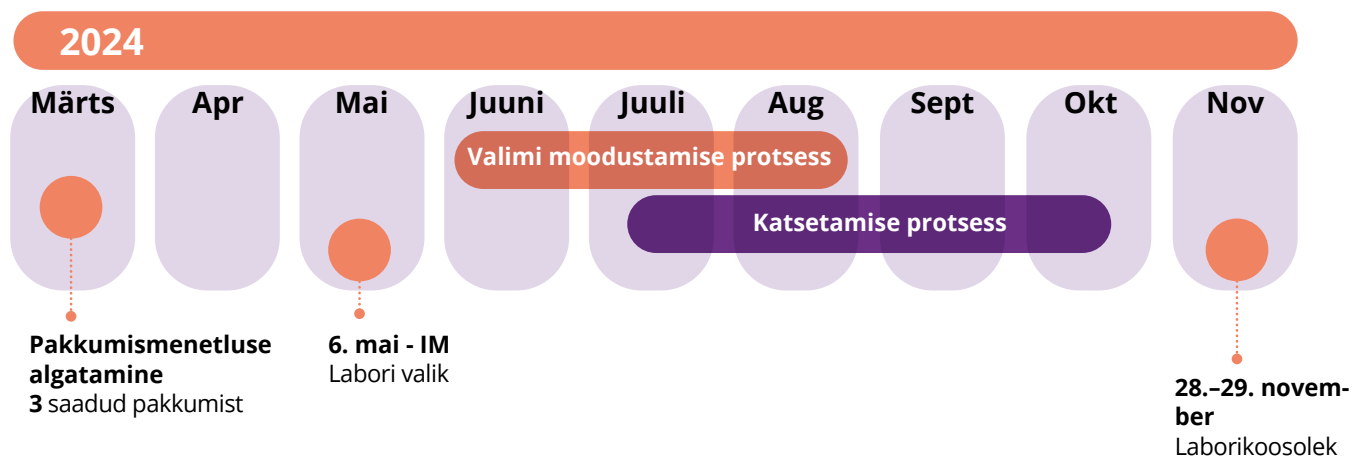 2024
Märts Apr Mai Juuni Juuli Aug Sept Okt Nov
Valimi moodustamise protsess
Katsetamise protsess
Pakkumismenetluse
algatamine
3 saadud pakkumist
6. mai - IM
Labori valik
28.–29. novem-
ber
Laborikoosolek